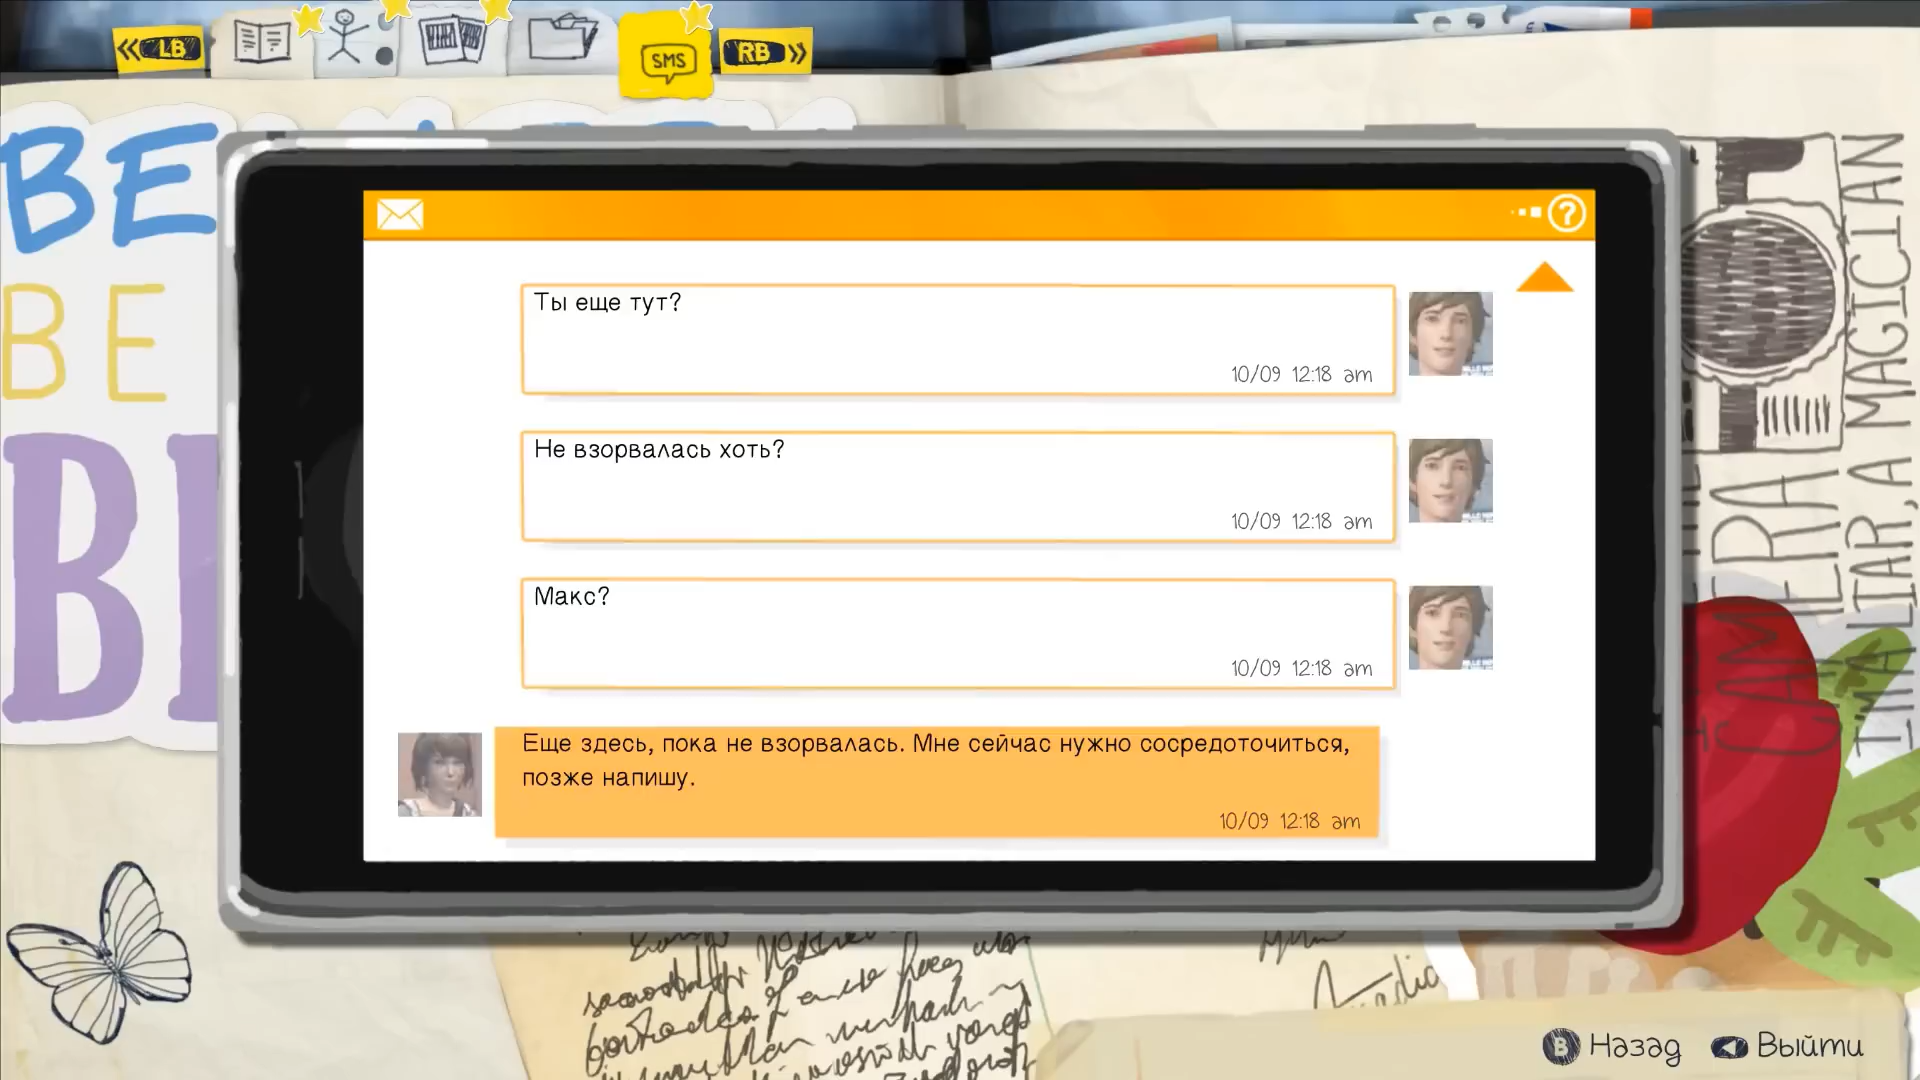 LB
SMS
RB
BE
BE
Ты еще тут?
10/09 12:18 am
Не взорвалась хоть?
10/09 12:18 am
Макс?
10/09 12:18 am
Еще здесь, пока не взорвалась. Мне сейчас нужно сосредоточиться,
позже напишу.
10/09 12:18 am
CAMERA
LIAR, A MAGICIAN
B Назад
Выйти